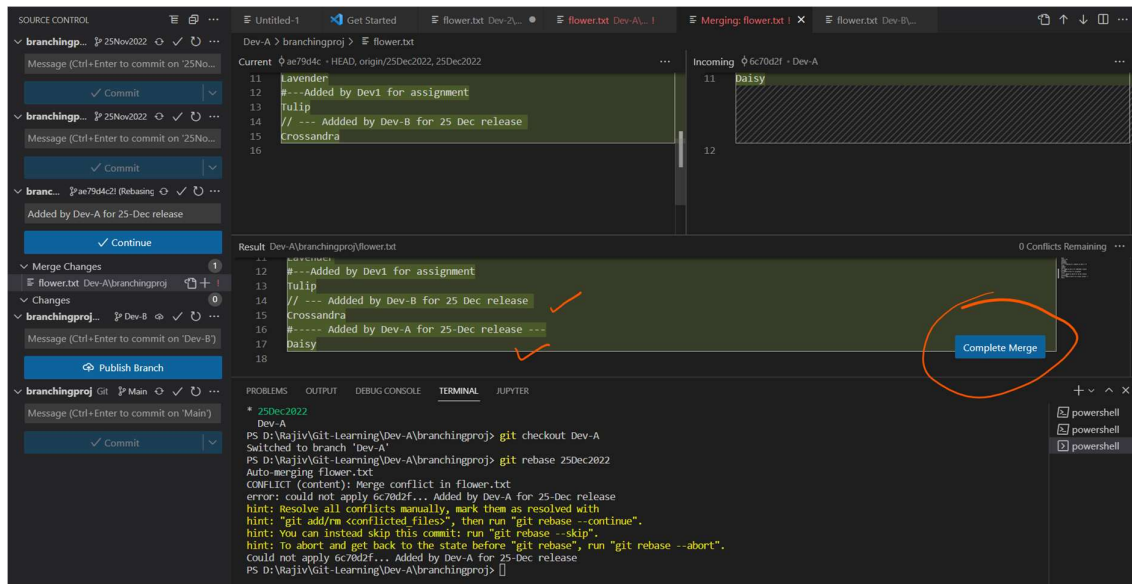 SOURCE CONTROL
branchingp... 25Nov2022
Message (Ctrl+Enter to commit on '25No...
Commit
branchingp... 25Nov2022
Message (Ctrl+Enter to commit on '25No...
Commit
branc... ae79d4c2! (Rebasing
Added by Dev-A for 25-Dec release
Continue
Merge Changes 1
flower.txt Dev-A\branchingproj !
Changes 0
branchingproj... Dev-B
Message (Ctrl+Enter to commit on 'Dev-B')
Publish Branch
branchingproj Git Main
Message (Ctrl+Enter to commit on 'Main')
Commit
Untitled-1 Get Started flower.txt Dev-2\... flower.txt Dev-A\... ! Merging: flower.txt ! flower.txt Dev-B\...
Dev-A > branchingproj > flower.txt
Current ae79d4c • HEAD, origin/25Dec2022, 25Dec2022
11 Lavender
12 #---Added by Dev1 for assignment
13 Tulip
14 // --- Addded by Dev-B for 25 Dec release
15 Crossandra
16
Incoming 6c70d2f • Dev-A
11 Daisy
12
Result Dev-A\branchingproj\flower.txt 0 Conflicts Remaining
11 Lavender
12 #---Added by Dev1 for assignment
13 Tulip
14 // --- Addded by Dev-B for 25 Dec release
15 Crossandra
16 #----- Added by Dev-A for 25-Dec release ---
17 Daisy
18
Complete Merge
PROBLEMS OUTPUT DEBUG CONSOLE TERMINAL JUPYTER
* 25Dec2022
Dev-A
PS D:\Rajiv\Git-Learning\Dev-A\branchingproj> git checkout Dev-A
Switched to branch 'Dev-A'
PS D:\Rajiv\Git-Learning\Dev-A\branchingproj> git rebase 25Dec2022
Auto-merging flower.txt
CONFLICT (content): Merge conflict in flower.txt
error: could not apply 6c70d2f... Added by Dev-A for 25-Dec release
hint: Resolve all conflicts manually, mark them as resolved with
hint: "git add/rm <conflicted_files>", then run "git rebase --continue".
hint: You can instead skip this commit: run "git rebase --skip".
hint: To abort and get back to the state before "git rebase", run "git rebase --abort".
Could not apply 6c70d2f... Added by Dev-A for 25-Dec release
PS D:\Rajiv\Git-Learning\Dev-A\branchingproj>
powershell
powershell
powershell